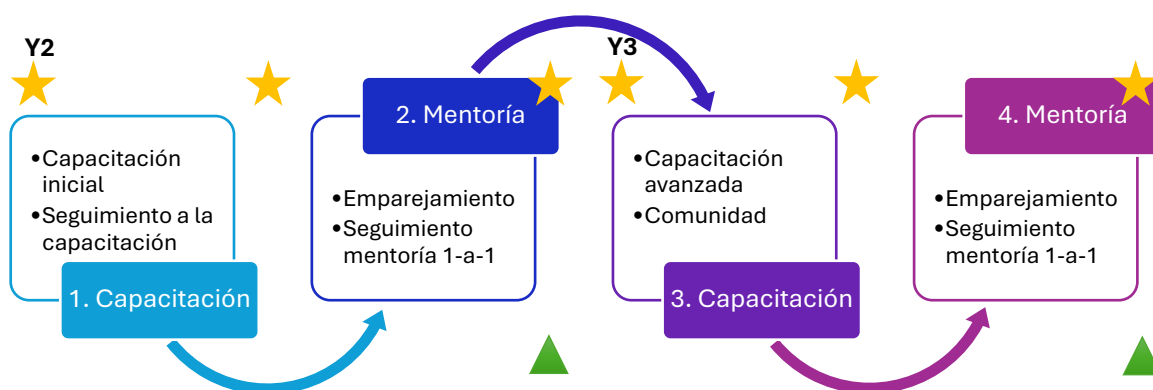 Y2
•Capacitación
inicial
•Seguimiento a la
capacitación
1. Capacitación
2. Mentoría
•Emparejamiento
•Seguimiento
mentoría 1-a-1
Y3
•Capacitación
avanzada
•Comunidad
3. Capacitación
4. Mentoría
•Emparejamiento
•Seguimiento
mentoría 1-a-1